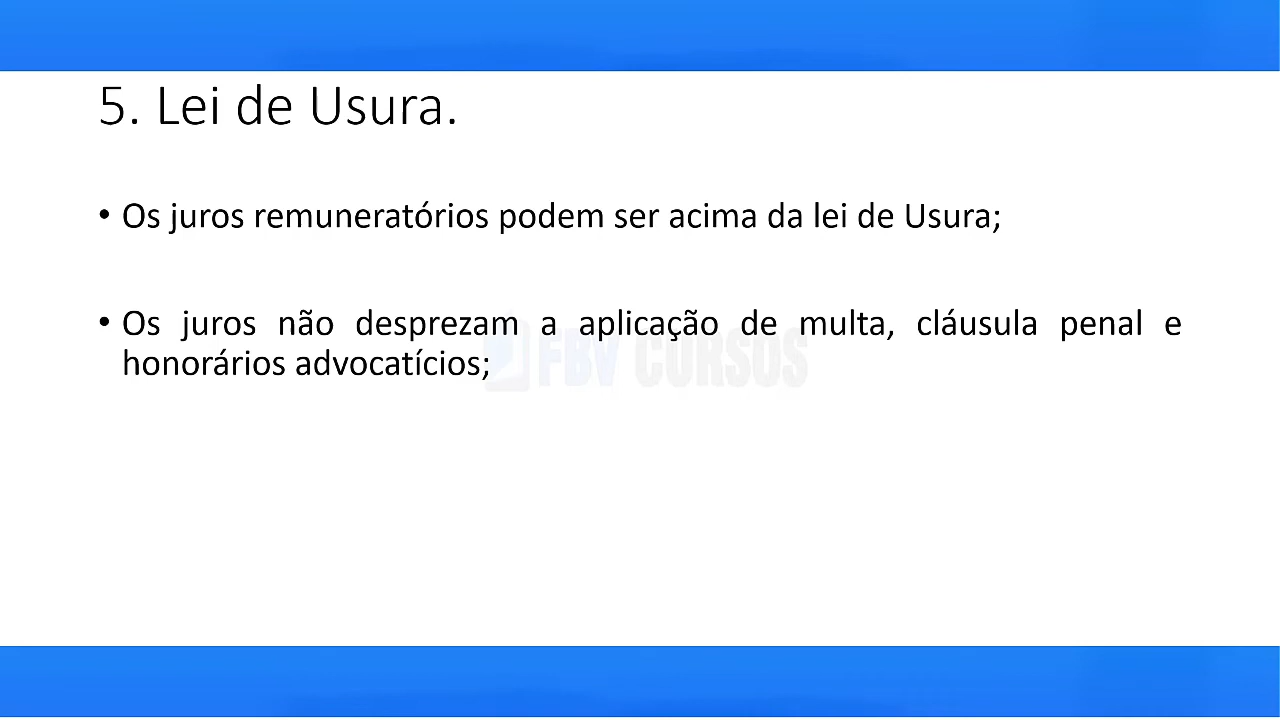 5. Lei de Usura.
• Os juros remuneratórios podem ser acima da lei de Usura;
• Os juros não desprezam a aplicação de multa, cláusula penal e
honorários advocatícios;
FBV CURSOS